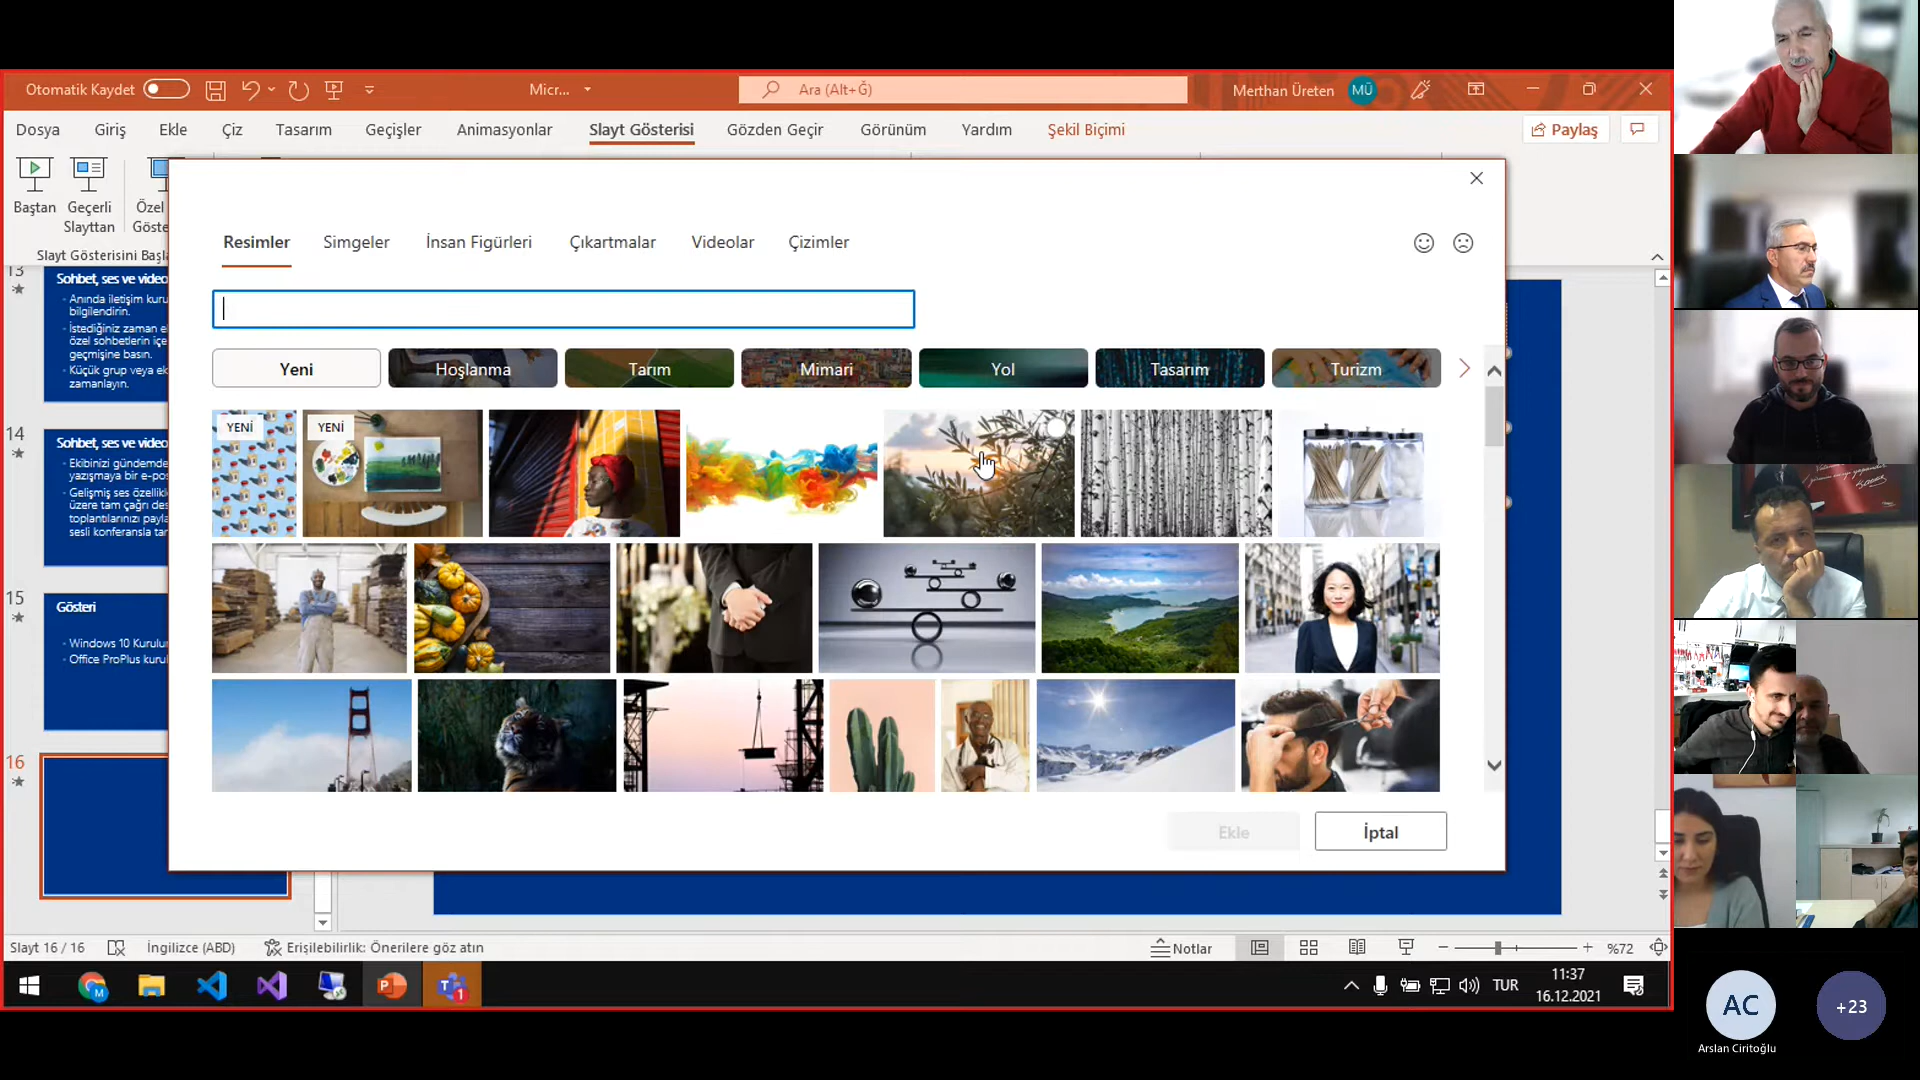 Otomatik Kaydet
Micr...
Ara (Alt+Ğ)
Merthan Üreten
MÜ
Dosya
Giriş
Ekle
Çiz
Tasarım
Geçişler
Animasyonlar
Slayt Gösterisi
Gözden Geçir
Görünüm
Yardım
Şekil Biçimi
Paylaş
Baştan
Geçerli
Slayttan
Özel
Göste
Slayt Gösterisini Başla
Resimler
Simgeler
İnsan Figürleri
Çıkartmalar
Videolar
Çizimler
Yeni
Hoşlanma
Tarım
Mimari
Yol
Tasarım
Turizm
YENİ
YENİ
Ekle
İptal
13
Sohbet, ses ve video
Anında iletişim kuru
bilgilendirin.
İstediğiniz zaman el
özel sohbetlerin içe
geçmişine basın.
Küçük grup veya ek
zamanlayın.
14
Sohbet, ses ve video
Ekibinizi gündemde
yazışmaya bir e-pos
Gelişmiş ses özellikl
üzere tam çağrı des
toplantılarınızı payla
sesli konferansla tar
15
Gösteri
Windows 10 Kurulur
Office ProPlus kurul
16
Slayt 16 / 16
İngilizce (ABD)
Erişilebilirlik: Önerilere göz atın
Notlar
%72
TUR
11:37
16.12.2021
AC
Arslan Ciritoğlu
+23